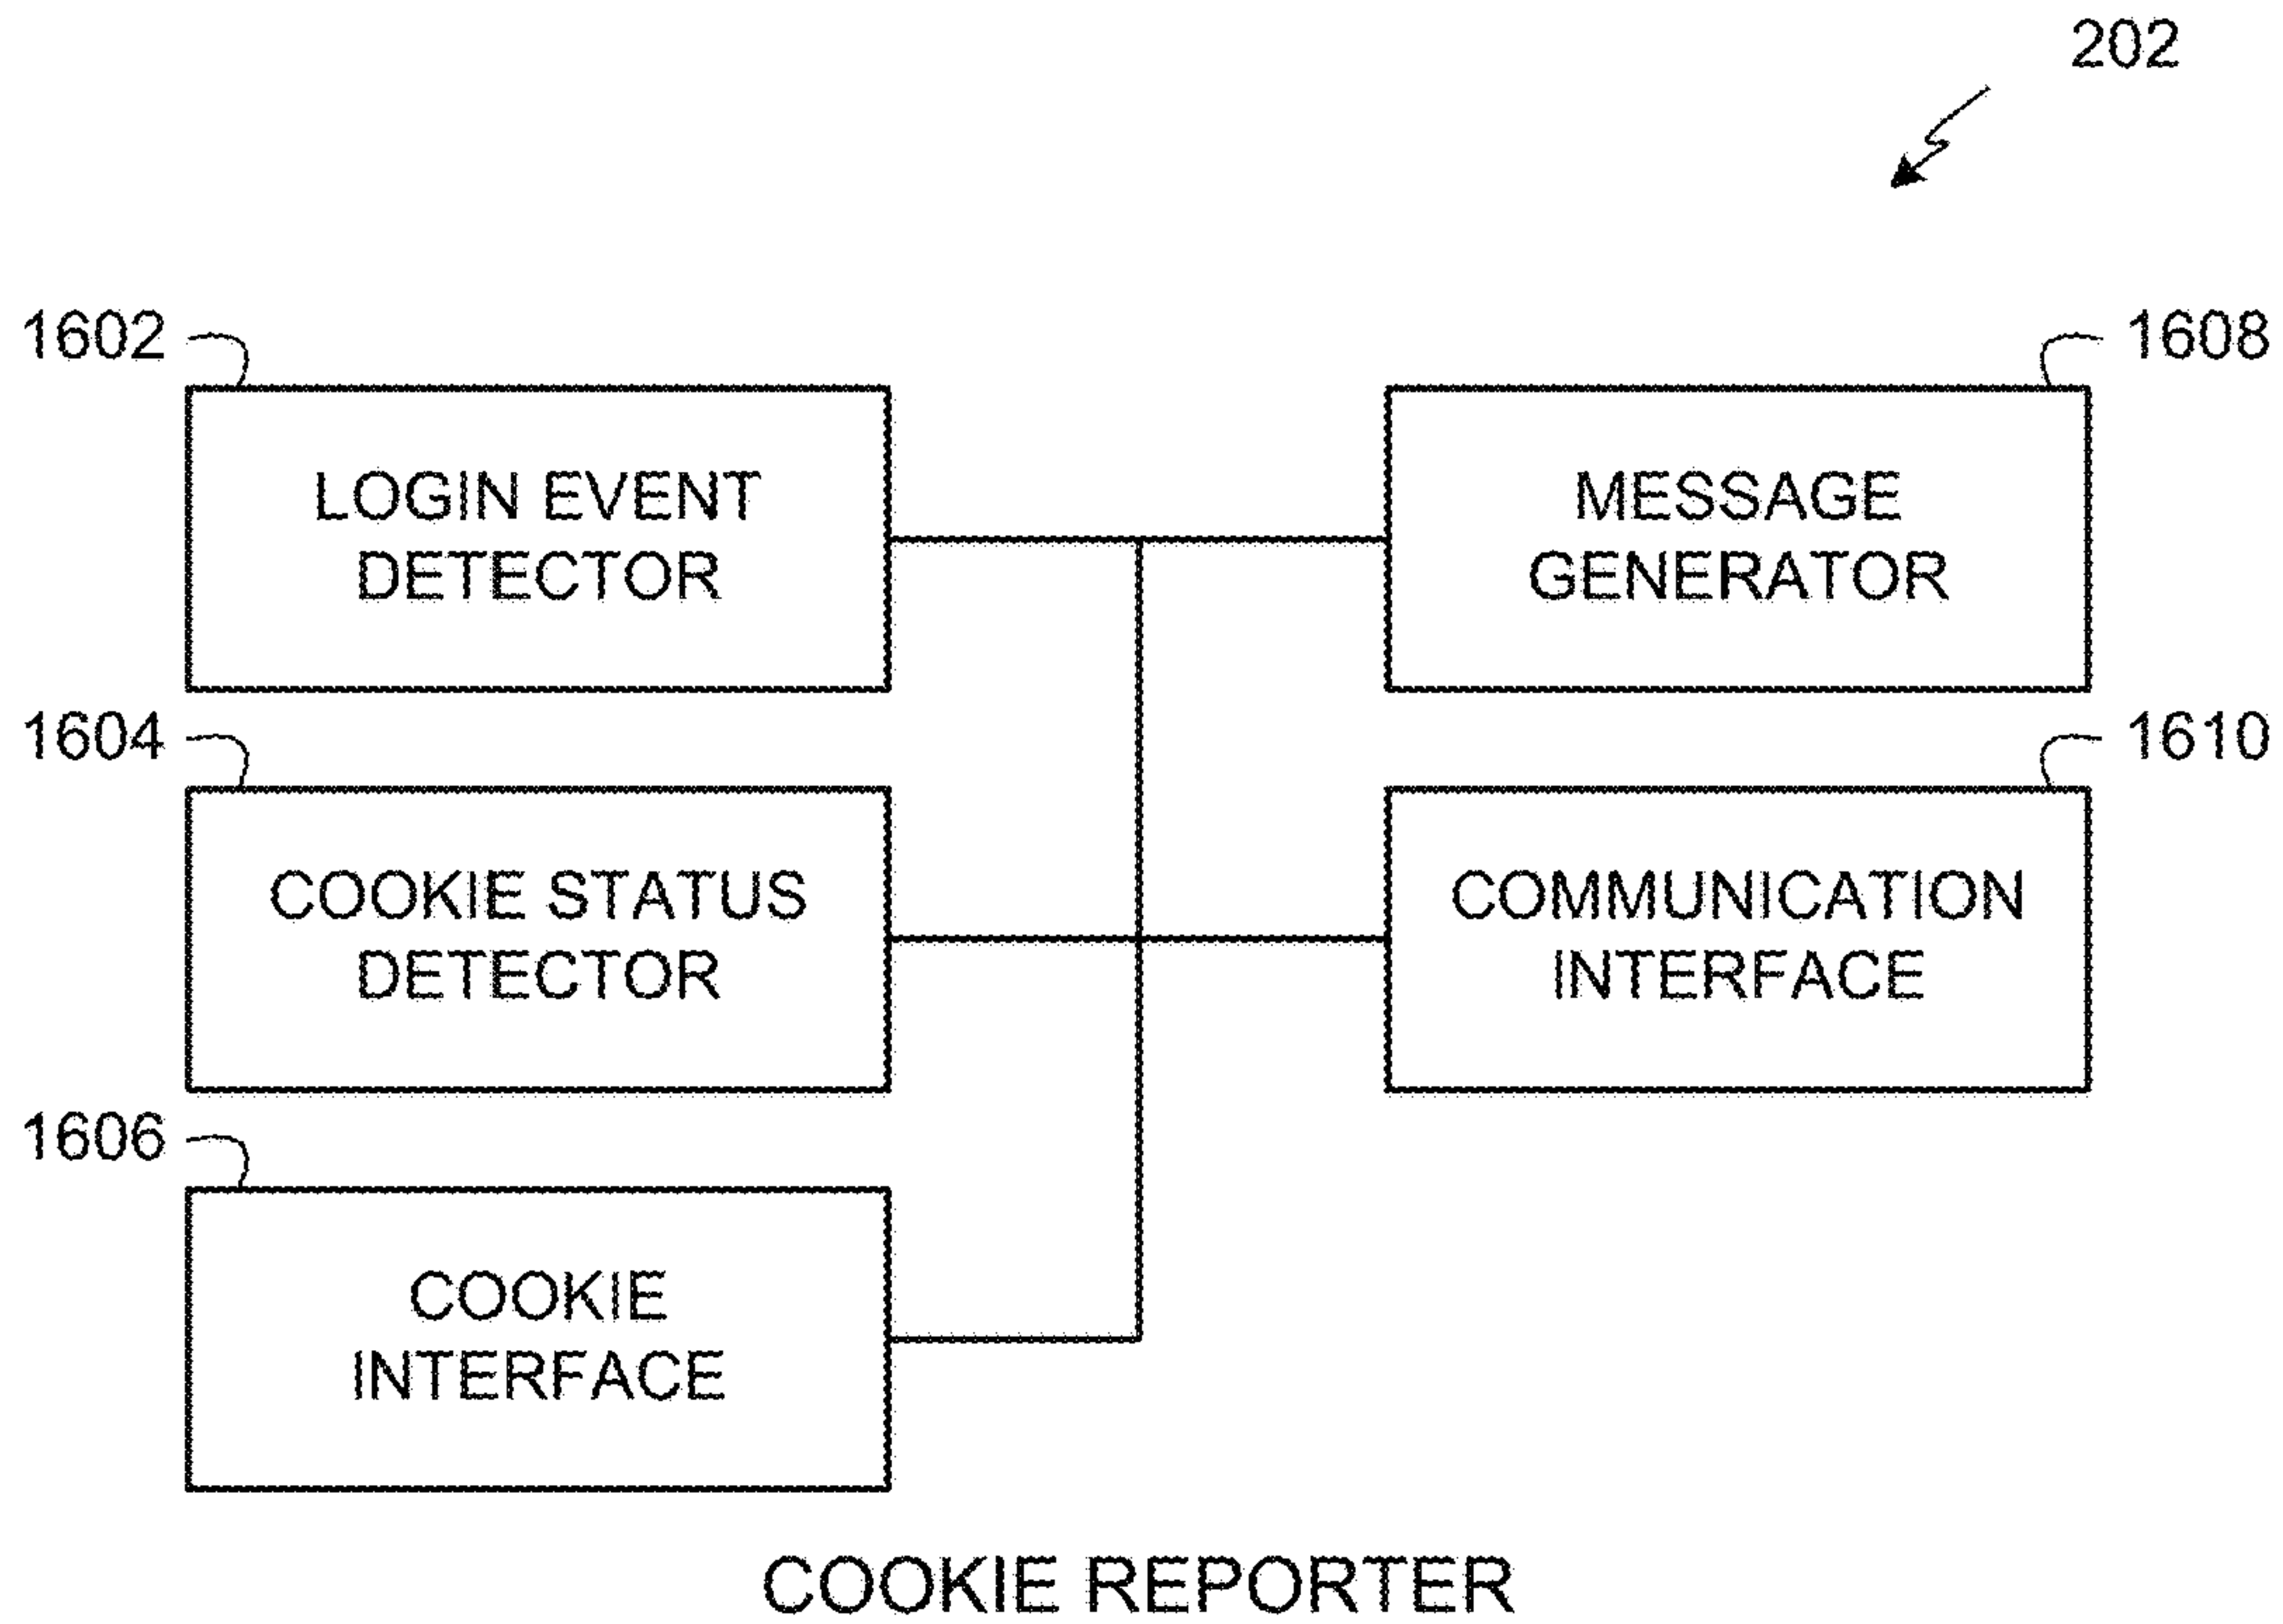 202
1602
1608
LOGIN EVENT
DETECTOR
MESSAGE
GENERATOR
1604
1610
COOKIE STATUS
DETECTOR
COMMUNICATION
INTERFACE
1606
COOKIE
INTERFACE
COOKIE REPORTER